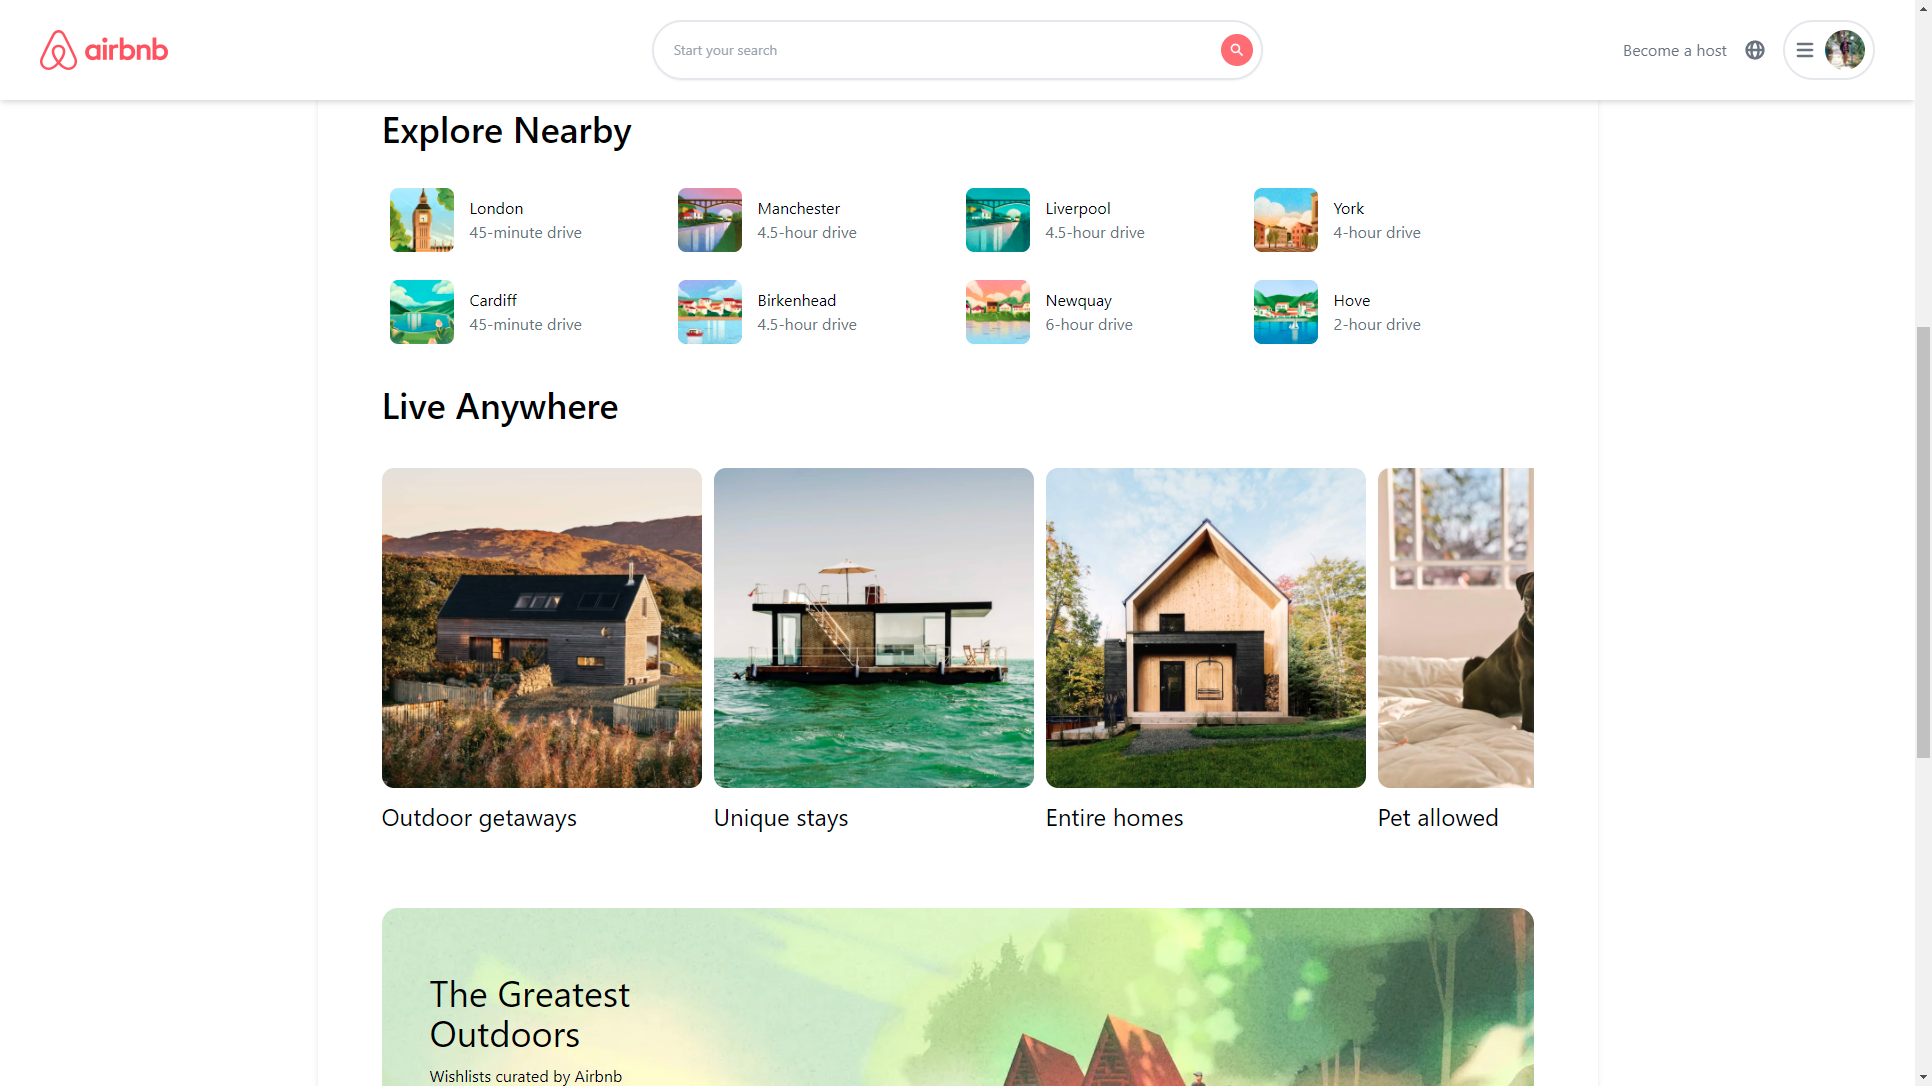 airbnb
Start your search
Become a host
Explore Nearby
London
45-minute drive
Manchester
4.5-hour drive
Liverpool
4.5-hour drive
York
4-hour drive
Cardiff
45-minute drive
Birkenhead
4.5-hour drive
Newquay
6-hour drive
Hove
2-hour drive
Live Anywhere
Outdoor getaways
Unique stays
Entire homes
Pet allowed
The Greatest
Outdoors
Wishlists curated by Airbnb